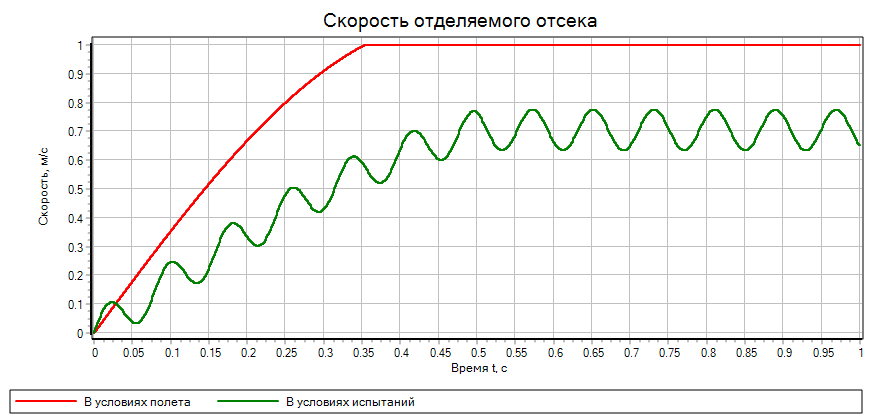 Скорость отделяемого отсека
1
0.9
0.8
0.7
0.6
0.5
0.4
0.3
0.2
0.1
0
Скорость, м/с
0 0.05 0.1 0.15 0.2 0.25 0.3 0.35 0.4 0.45 0.5 0.55 0.6 0.65 0.7 0.75 0.8 0.85 0.9 0.95 1
Время t, с
В условиях полета В условиях испытаний